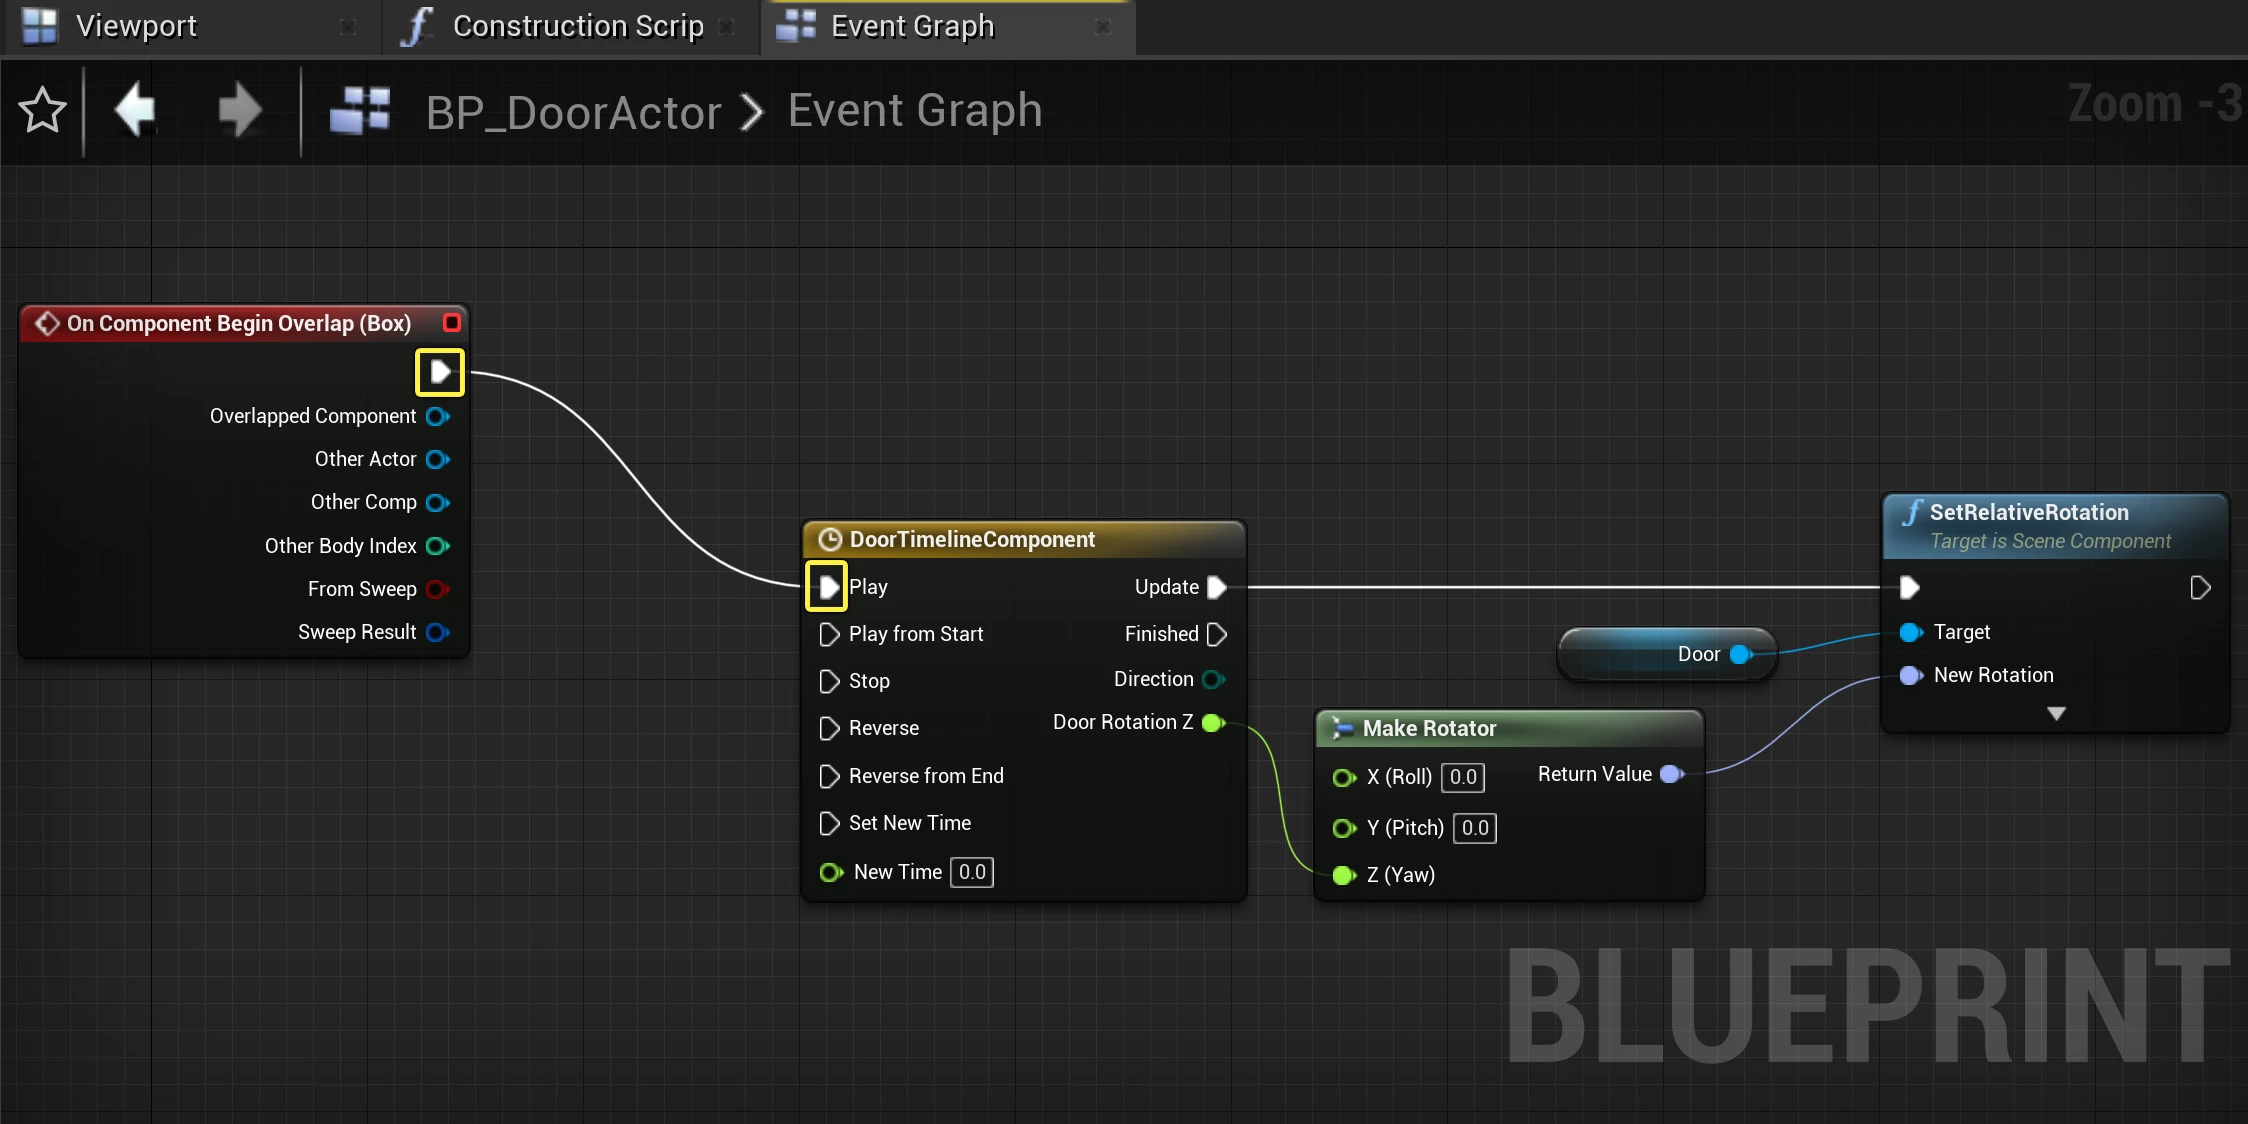 Viewport
Construction Scrip
Event Graph
BP_DoorActor
Event Graph
Zoom -3
On Component Begin Overlap (Box)
Overlapped Component
Other Actor
Other Comp
Other Body Index
From Sweep
Sweep Result
DoorTimelineComponent
Play
Update
Play from Start
Finished
Stop
Direction
Reverse
Door Rotation Z
Reverse from End
Set New Time
New Time 0.0
Door
Make Rotator
X (Roll) 0.0
Return Value
Y (Pitch) 0.0
Z (Yaw)
SetRelativeRotation
Target is Scene Component
Target
New Rotation
BLUEPRINT